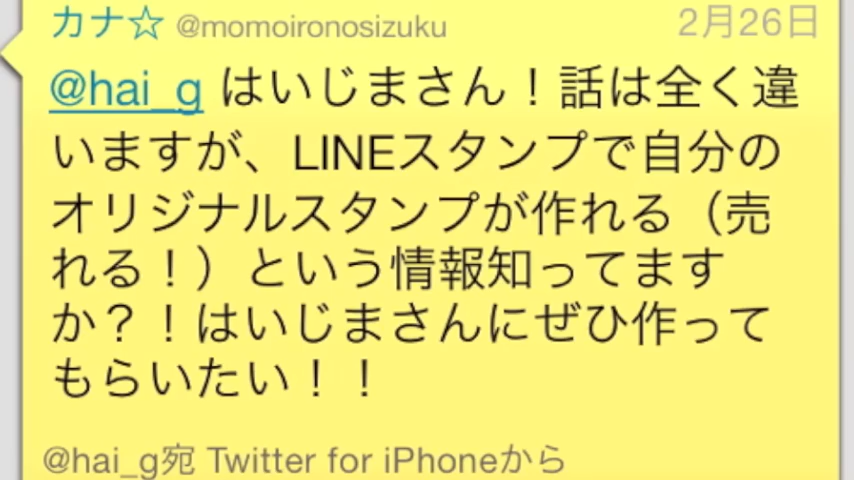 カナ☆ @momoironosizuku 2月26日
@hai_g はいじまさん！話は全く違
いますが、LINEスタンプで自分の
オリジナルスタンプが作れる（売
れる！）という情報知ってます
か？！はいじまさんにぜひ作って
もらいたい！！
@hai_g宛 Twitter for iPhoneから